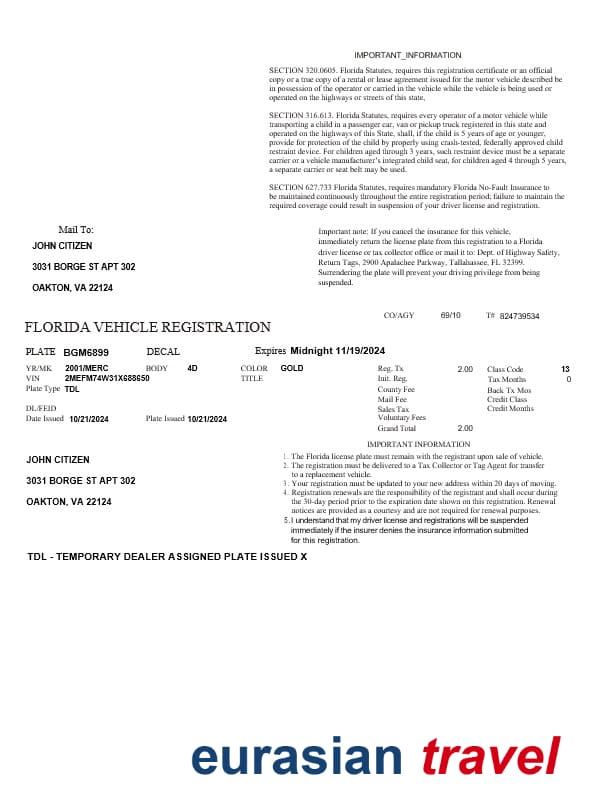 IMPORTANT_INFORMATION
SECTION 320.0605. Florida Statutes, requires this registration certificate or an official
copy or a true copy of a rental or lease agreement issued for the motor vehicle described be
in possession of the operator or carried in the vehicle while the vehicle is being used or
operated on the highways or streets of this state,
SECTION 316.613. Florida Statutes, requires every operator of a motor vehicle while
transporting a child in a passenger car, van or pickup truck registered in this state and
operated on the highways of this State, shall, if the child is 5 years of age or younger,
provide for protection of the child by properly using crash-tested, federally approved child
restraint device. For children aged through 3 years, such restraint device must be a separate
carrier or a vehicle manufacturer's integrated child seat, for children aged 4 through 5 years,
a separate carrier or seat belt may be used.
SECTION 627.733 Florida Statutes, requires mandatory Florida No-Fault Insurance to
be maintained continuously throughout the entire registration period; failure to maintain the
required coverage could result in suspension of your driver license and registration.
Mail To:
JOHN CITIZEN
3031 BORGE ST APT 302
OAKTON, VA 22124
Important note: If you cancel the insurance for this vehicle,
immediately return the license plate from this registration to a Florida
driver license or tax collector office or mail it to: Dept. of Highway Safety,
Return Tags, 2900 Apalachee Parkway, Tallahassee, FL 32399.
Surrendering the plate will prevent your driving privilege from being
suspended.
CO/AGY 69/10 T# 824739534
FLORIDA VEHICLE REGISTRATION
PLATE BGM6899 DECAL Expires Midnight 11/19/2024
YR/MK 2001/MERC BODY 4D COLOR GOLD Reg. Tx 2.00 Class Code 13
VIN 2MEFM74W31X688650 TITLE Init. Reg. Tax Months 0
Plate Type TDL County Fee Back Tx Mos
Mail Fee Credit Class
DL/FEID Sales Tax Credit Months
Date Issued 10/21/2024 Plate Issued 10/21/2024 Voluntary Fees
Grand Total 2.00
IMPORTANT INFORMATION
JOHN CITIZEN
3031 BORGE ST APT 302
OAKTON, VA 22124
1. The Florida license plate must remain with the registrant upon sale of vehicle.
2. The registration must be delivered to a Tax Collector or Tag Agent for transfer
to a replacement vehicle.
3. Your registration must be updated to your new address within 20 days of moving.
4. Registration renewals are the responsibility of the registrant and shall occur during
the 30-day period prior to the expiration date shown on this registration. Renewal
notices are provided as a courtesy and are not required for renewal purposes.
5. I understand that my driver license and registrations will be suspended
immediately if the insurer denies the insurance information submitted
for this registration.
TDL - TEMPORARY DEALER ASSIGNED PLATE ISSUED X
eurasian travel